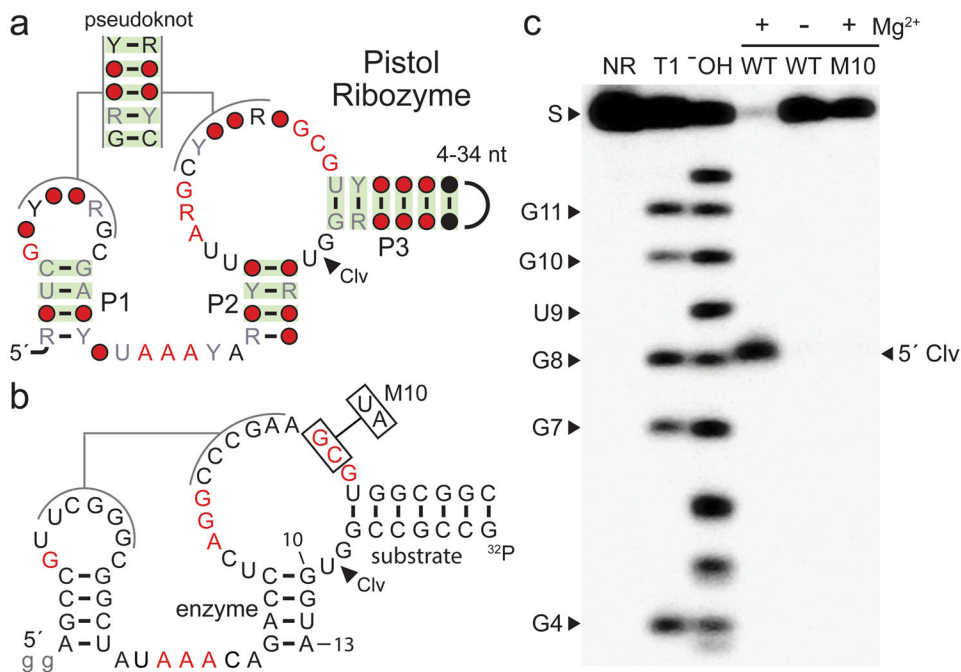 a
pseudoknot
Y R
R Y
G C
Pistol
Ribozyme
4-34 nt
G Y R G C
C G
U A
R Y
P1
5´
U A A A Y A
Y R
R
P2
U U A R G C Y R G C G
U Y
G R
P3
G
U
Clv
b
M10
U A
G C G
C C C G A A
G G A C U
U G G C G G C
G C C G C C G
substrate
³²P
G U U C G G G C
C G
C G
G C
A U
5´
g g
A U A A A C A
enzyme
10
C G
C G
A U
G A
13
G
U
Clv
c
+ - + Mg²⁺
NR T1 ⁻OH WT WT M10
S
G11
G10
U9
G8
5´ Clv
G7
G4